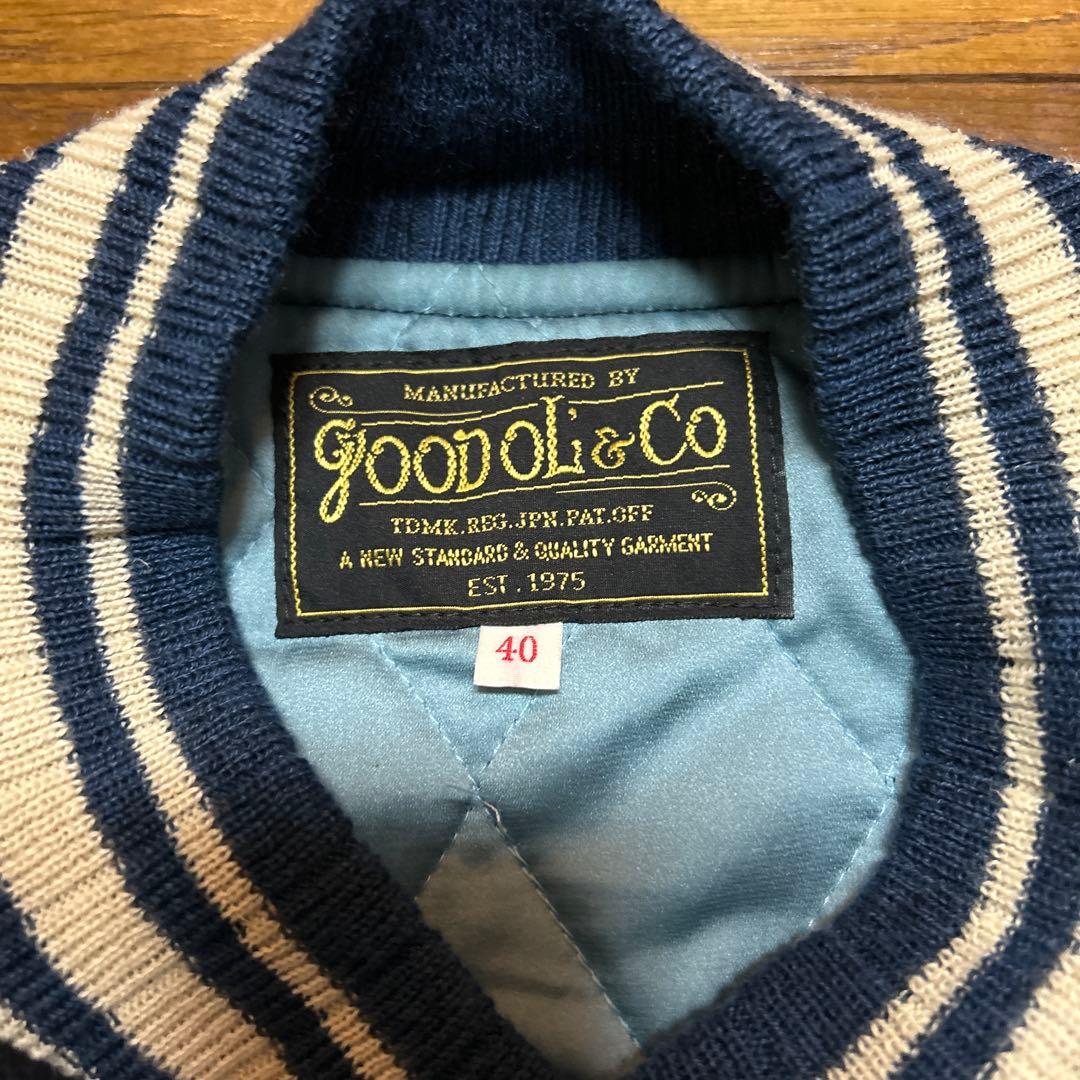 MANUFACTURED BY
GOOD OL' & CO
TDMK.REG.JPN.PAT.OFF
A NEW STANDARD & QUALITY GARMENT
EST.1975
40